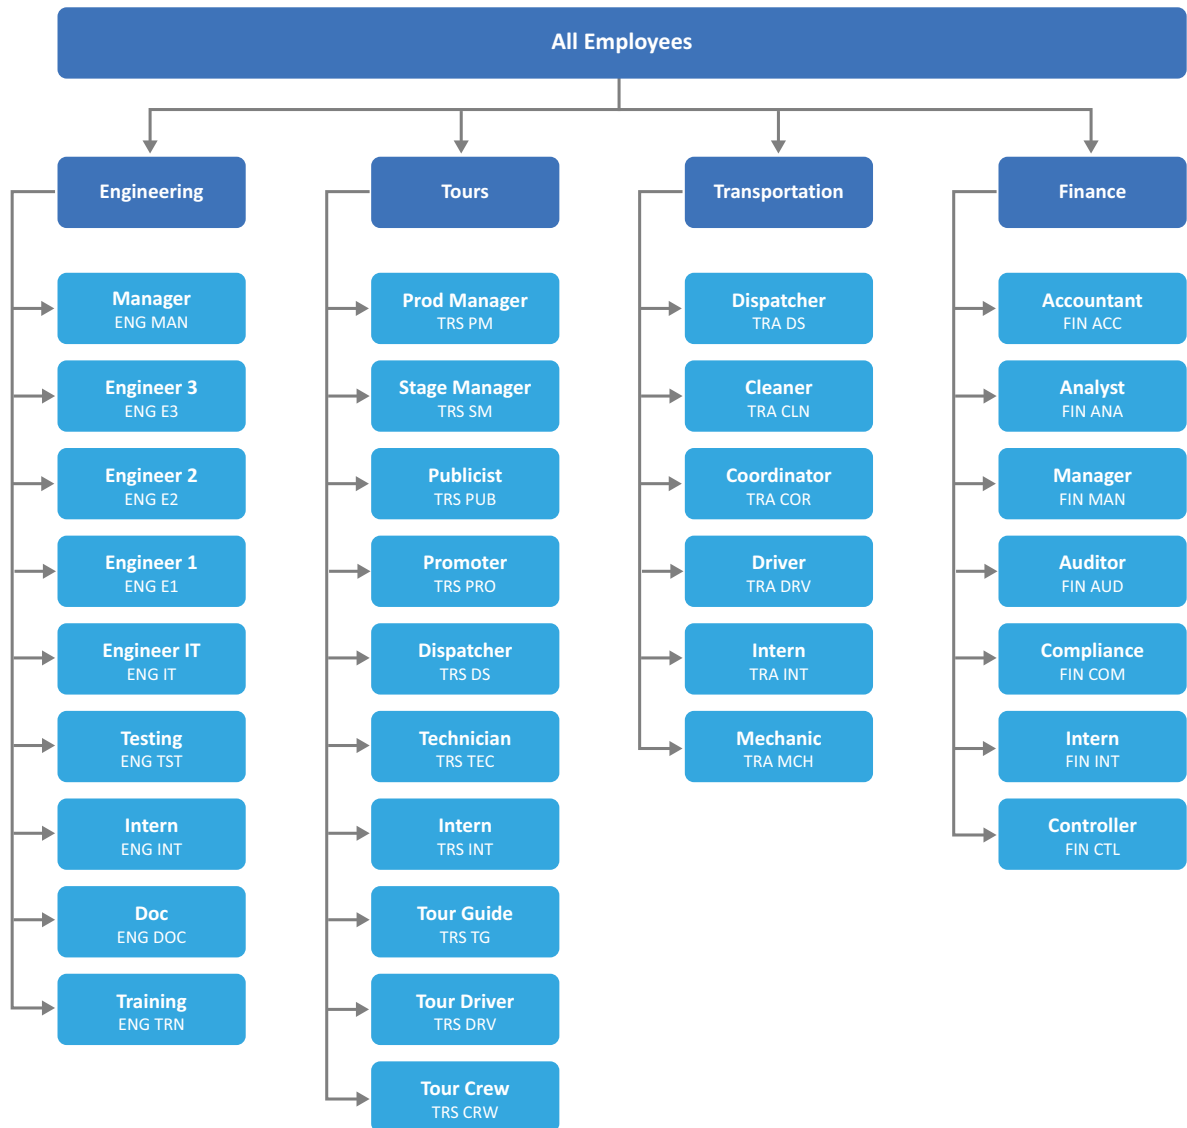 All Employees
Engineering
Manager
ENG MAN
Engineer 3
ENG E3
Engineer 2
ENG E2
Engineer 1
ENG E1
Engineer IT
ENG IT
Testing
ENG TST
Intern
ENG INT
Doc
ENG DOC
Training
ENG TRN
Tours
Prod Manager
TRS PM
Stage Manager
TRS SM
Publicist
TRS PUB
Promoter
TRS PRO
Dispatcher
TRS DS
Technician
TRS TEC
Intern
TRS INT
Tour Guide
TRS TG
Tour Driver
TRS DRV
Tour Crew
TRS CRW
Transportation
Dispatcher
TRA DS
Cleaner
TRA CLN
Coordinator
TRA COR
Driver
TRA DRV
Intern
TRA INT
Mechanic
TRA MCH
Finance
Accountant
FIN ACC
Analyst
FIN ANA
Manager
FIN MAN
Auditor
FIN AUD
Compliance
FIN COM
Intern
FIN INT
Controller
FIN CTL